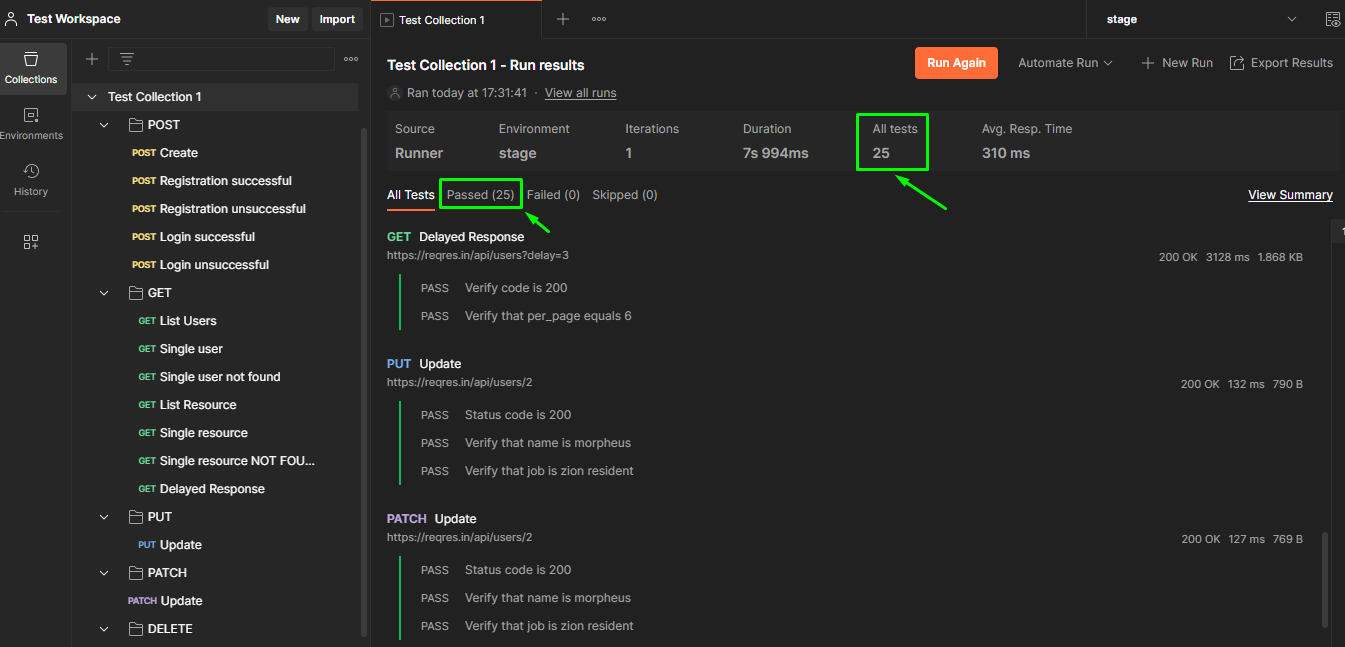 Test Workspace
New
Import
Test Collection 1
stage
Collections
Environments
History
Test Collection 1
POST
POST Create
POST Registration successful
POST Registration unsuccessful
POST Login successful
POST Login unsuccessful
GET
GET List Users
GET Single user
GET Single user not found
GET List Resource
GET Single resource
GET Single resource NOT FOU...
GET Delayed Response
PUT
PUT Update
PATCH
PATCH Update
DELETE
Test Collection 1 - Run results
Run Again
Automate Run
New Run
Export Results
Ran today at 17:31:41 · View all runs
Source
Runner
Environment
stage
Iterations
1
Duration
7s 994ms
All tests
25
Avg. Resp. Time
310 ms
All Tests
Passed (25)
Failed (0)
Skipped (0)
View Summary
1
GET Delayed Response
https://reqres.in/api/users?delay=3
200 OK 3128 ms 1.868 KB
PASS Verify code is 200
PASS Verify that per_page equals 6
PUT Update
https://reqres.in/api/users/2
200 OK 132 ms 790 B
PASS Status code is 200
PASS Verify that name is morpheus
PASS Verify that job is zion resident
PATCH Update
https://reqres.in/api/users/2
200 OK 127 ms 769 B
PASS Status code is 200
PASS Verify that name is morpheus
PASS Verify that job is zion resident